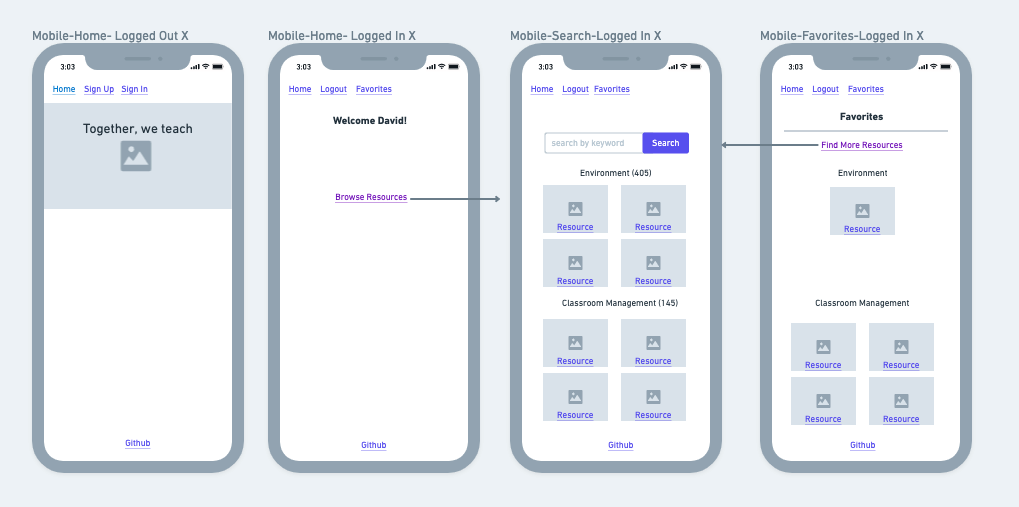 Mobile-Home- Logged Out X
3:03
Home Sign Up Sign In
Together, we teach
Github
Mobile-Home- Logged In X
3:03
Home Logout Favorites
Welcome David!
Browse Resources
Github
Mobile-Search-Logged In X
3:03
Home Logout Favorites
search by keyword Search
Environment (405)
Resource Resource
Resource Resource
Classroom Management (145)
Resource Resource
Resource Resource
Github
Mobile-Favorites-Logged In X
3:03
Home Logout Favorites
Favorites
Find More Resources
Environment
Resource
Classroom Management
Resource Resource
Resource Resource
Github